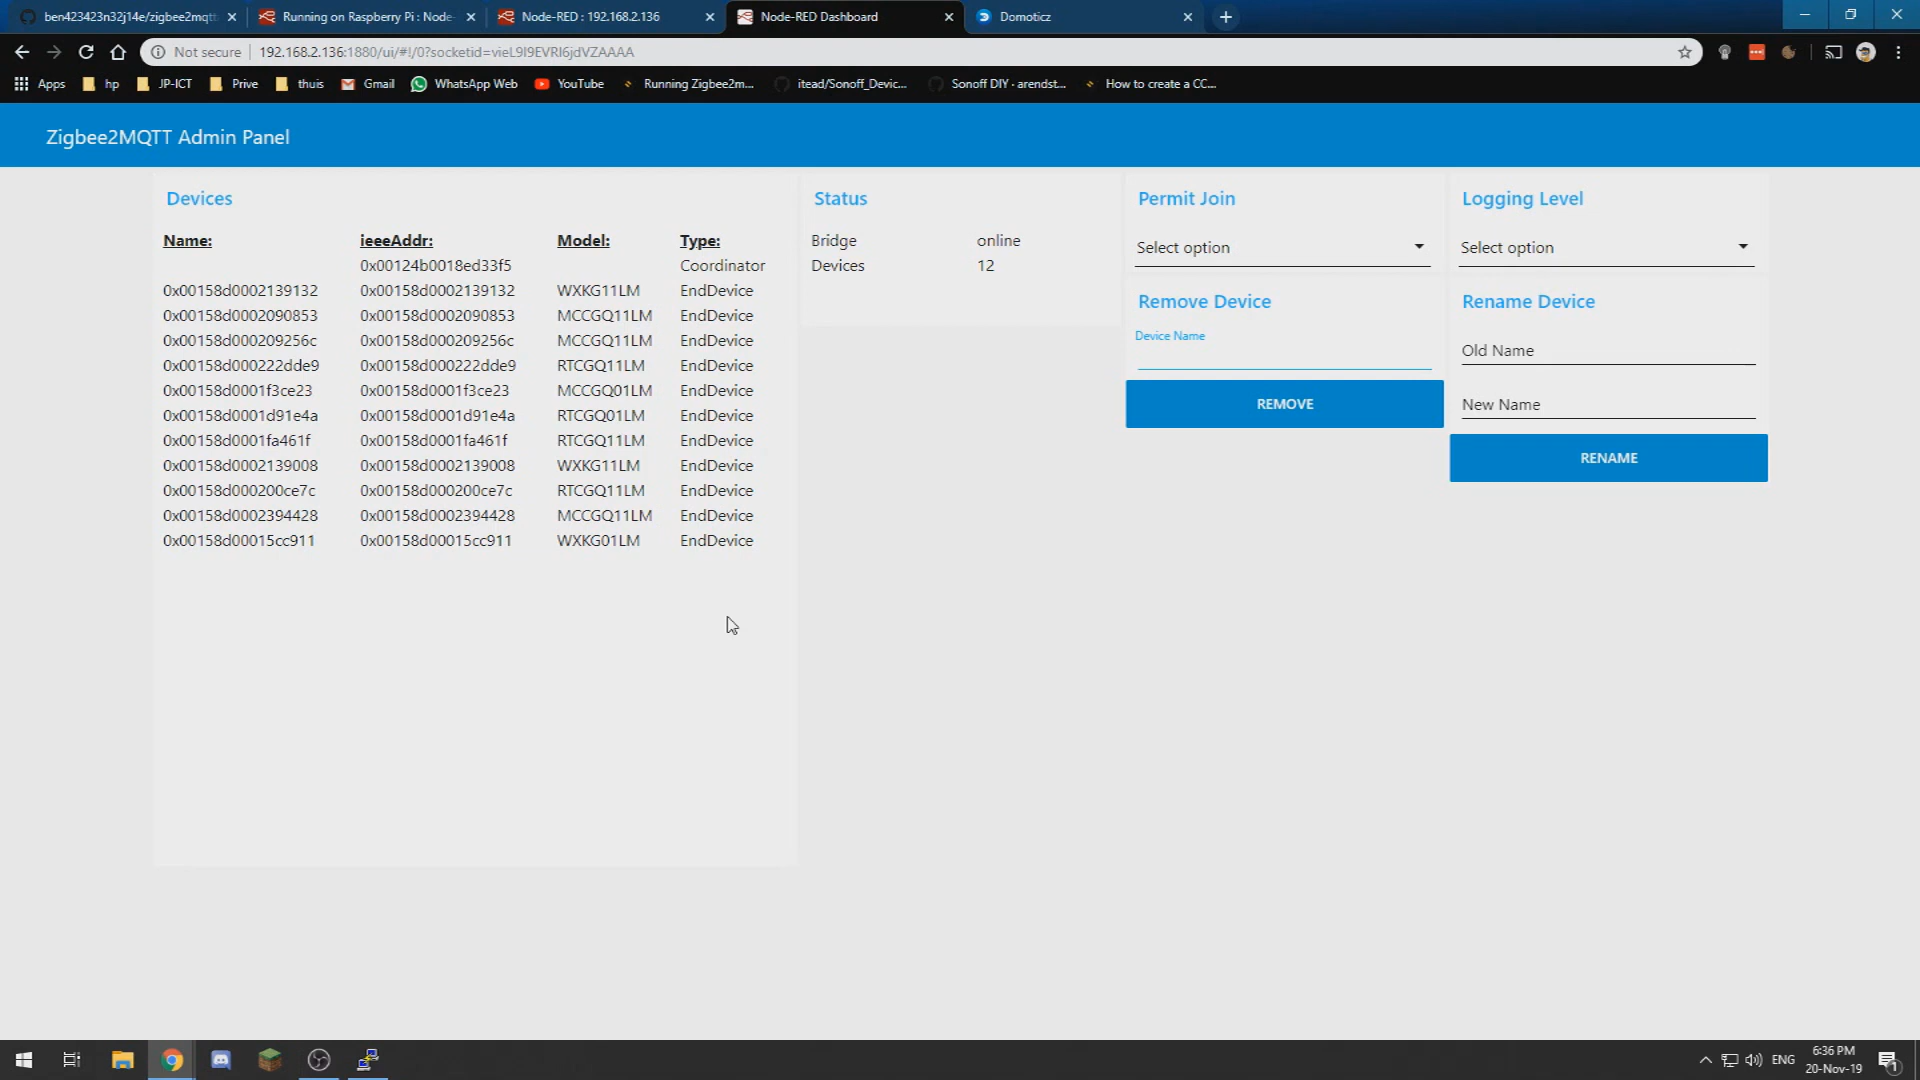 ben423423n32j14e/zigbee2mqtt
Running on Raspberry Pi : Node-
Node-RED : 192.168.2.136
Node-RED Dashboard
Domoticz
Not secure
192.168.2.136:1880/ui/#!/0?socketid=vieL9I9EVRI6jdVZAAAA
Apps
hp
JP-ICT
Prive
thuis
Gmail
WhatsApp Web
YouTube
Running Zigbee2m...
itead/Sonoff_Devic...
Sonoff DIY · arendst...
How to create a CC...
Zigbee2MQTT Admin Panel
Devices
Name: ieeeAddr: Model: Type:
0x00124b0018ed33f5 Coordinator
0x00158d0002139132 0x00158d0002139132 WXKG11LM EndDevice
0x00158d0002090853 0x00158d0002090853 MCCGQ11LM EndDevice
0x00158d000209256c 0x00158d000209256c MCCGQ11LM EndDevice
0x00158d000222dde9 0x00158d000222dde9 RTCGQ11LM EndDevice
0x00158d0001f3ce23 0x00158d0001f3ce23 MCCGQ01LM EndDevice
0x00158d0001d91e4a 0x00158d0001d91e4a RTCGQ01LM EndDevice
0x00158d0001fa461f 0x00158d0001fa461f RTCGQ11LM EndDevice
0x00158d0002139008 0x00158d0002139008 WXKG11LM EndDevice
0x00158d000200ce7c 0x00158d000200ce7c RTCGQ11LM EndDevice
0x00158d0002394428 0x00158d0002394428 MCCGQ11LM EndDevice
0x00158d00015cc911 0x00158d00015cc911 WXKG01LM EndDevice
Status
Bridge online
Devices 12
Permit Join
Select option
Remove Device
Device Name
REMOVE
Logging Level
Select option
Rename Device
Old Name
New Name
RENAME
ENG
6:36 PM
20-Nov-19
1